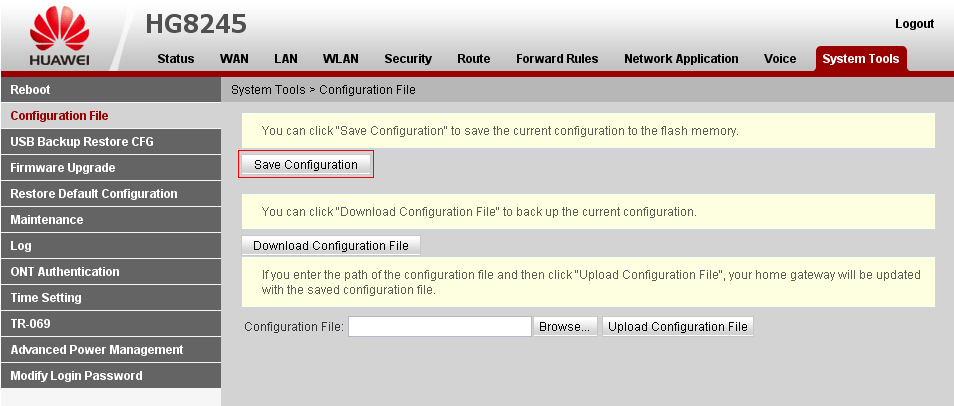 HUAWEI
HG8245
Logout
Status WAN LAN WLAN Security Route Forward Rules Network Application Voice System Tools
Reboot
Configuration File
USB Backup Restore CFG
Firmware Upgrade
Restore Default Configuration
Maintenance
Log
ONT Authentication
Time Setting
TR-069
Advanced Power Management
Modify Login Password
System Tools > Configuration File
You can click "Save Configuration" to save the current configuration to the flash memory.
Save Configuration
You can click "Download Configuration File" to back up the current configuration.
Download Configuration File
If you enter the path of the configuration file and then click "Upload Configuration File", your home gateway will be updated
with the saved configuration file.
Configuration File: Browse... Upload Configuration File